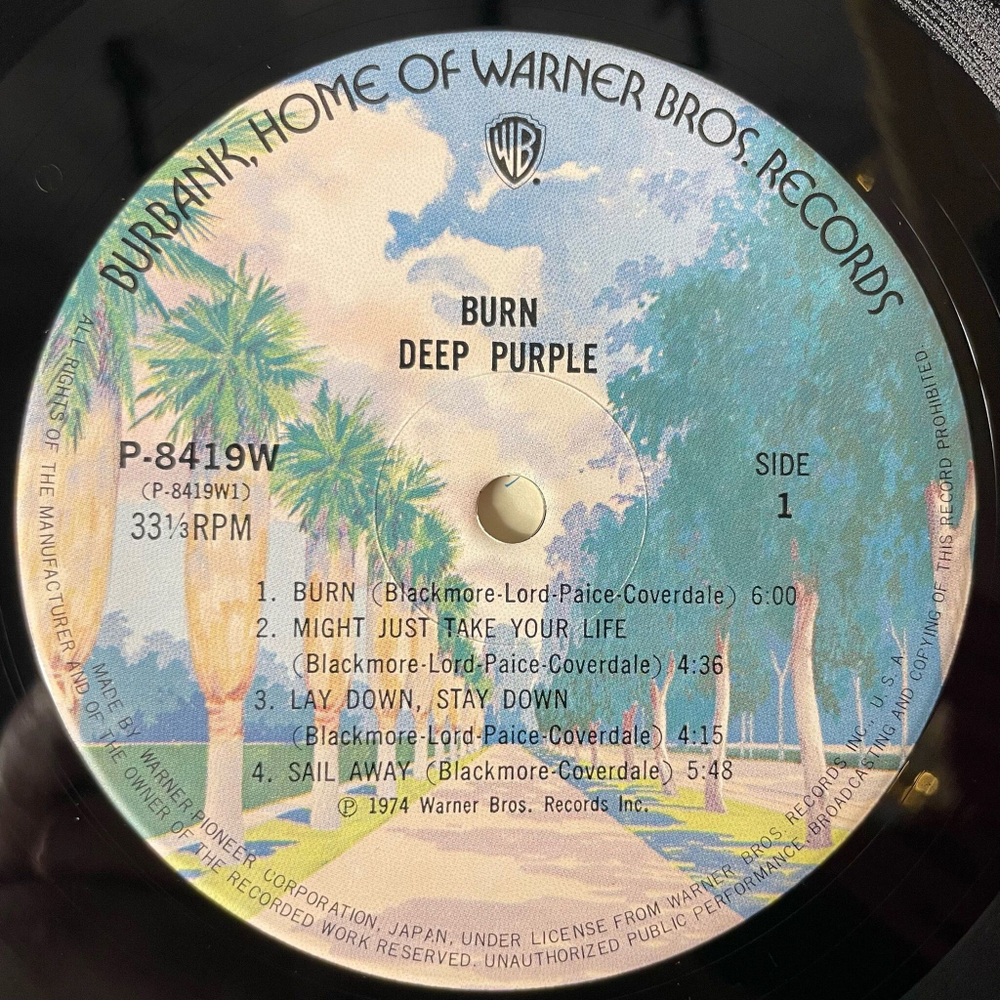 BURBANK, HOME OF WARNER BROS. RECORDS
WB
BURN
DEEP PURPLE
P-8419W
(P-8419W1)
33⅓RPM
SIDE
1
1. BURN (Blackmore-Lord-Paice-Coverdale) 6:00
2. MIGHT JUST TAKE YOUR LIFE
(Blackmore-Lord-Paice-Coverdale) 4:36
3. LAY DOWN, STAY DOWN
(Blackmore-Lord-Paice-Coverdale) 4:15
4. SAIL AWAY (Blackmore-Coverdale) 5:48
Ⓟ 1974 Warner Bros. Records Inc.
MADE BY WARNER-PIONEER CORPORATION, JAPAN, UNDER LICENSE FROM WARNER BROS. RECORDS INC., U.S.A.
ALL RIGHTS OF THE MANUFACTURER AND OF THE OWNER OF THE RECORDED WORK RESERVED. UNAUTHORIZED PUBLIC PERFORMANCE, BROADCASTING AND COPYING OF THIS RECORD PROHIBITED.